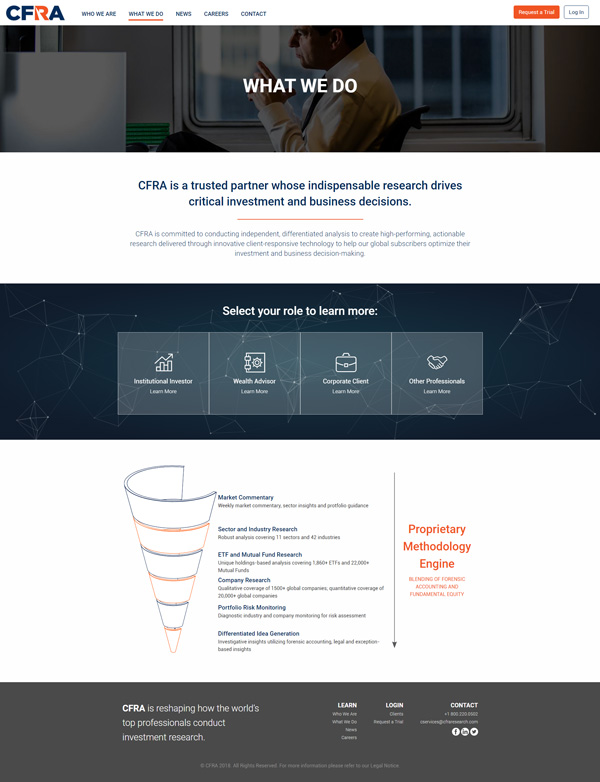 CFRA
WHO WE ARE
WHAT WE DO
NEWS
CAREERS
CONTACT
Request a Trial
Log In
WHAT WE DO
CFRA is a trusted partner whose indispensable research drives
critical investment and business decisions.
CFRA is committed to conducting independent, differentiated analysis to create high-performing, actionable
research delivered through innovative client-responsive technology to help our global subscribers optimize their
investment and business decision-making.
Select your role to learn more:
Institutional Investor
Learn More
Wealth Advisor
Learn More
Corporate Client
Learn More
Other Professionals
Learn More
Market Commentary
Weekly market commentary, sector insights and portfolio guidance
Sector and Industry Research
Robust analysis covering 11 sectors and 42 industries
ETF and Mutual Fund Research
Unique holdings-based analysis covering 1,860+ ETFs and 22,000+
Mutual Funds
Company Research
Qualitative coverage of 1500+ global companies, quantitative coverage of
20,000+ global companies
Portfolio Risk Monitoring
Diagnostic industry and company monitoring for risk assessment
Differentiated Idea Generation
Investigative insights utilizing forensic accounting, legal and exception-
based insights
Proprietary
Methodology
Engine
BLENDING OF FORENSIC
ACCOUNTING AND
FUNDAMENTAL EQUITY
CFRA is reshaping how the world's
top professionals conduct
investment research.
LEARN
Who We Are
What We Do
News
Careers
LOGIN
Clients
Request a Trial
CONTACT
+1 800.220.0502
cservices@cfraresearch.com
© CFRA 2018. All Rights Reserved. For more information please refer to our Legal Notice.